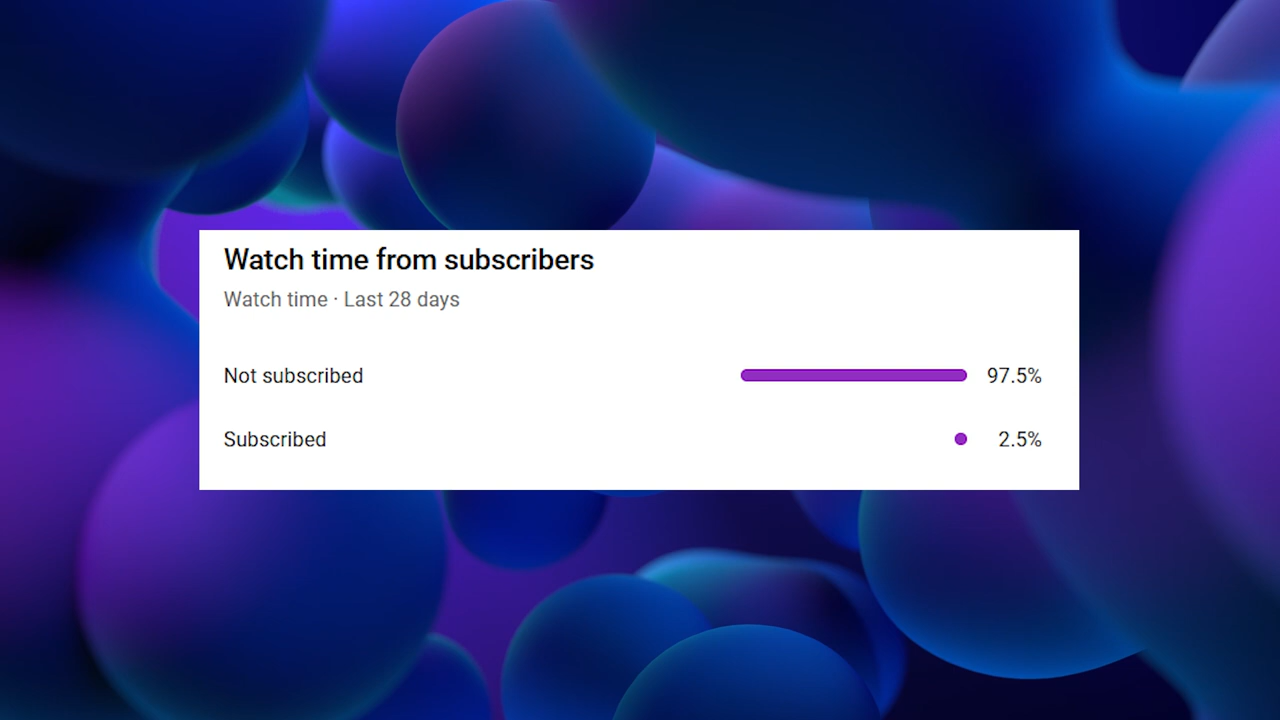 Watch time from subscribers
Watch time · Last 28 days
Not subscribed 97.5%
Subscribed 2.5%